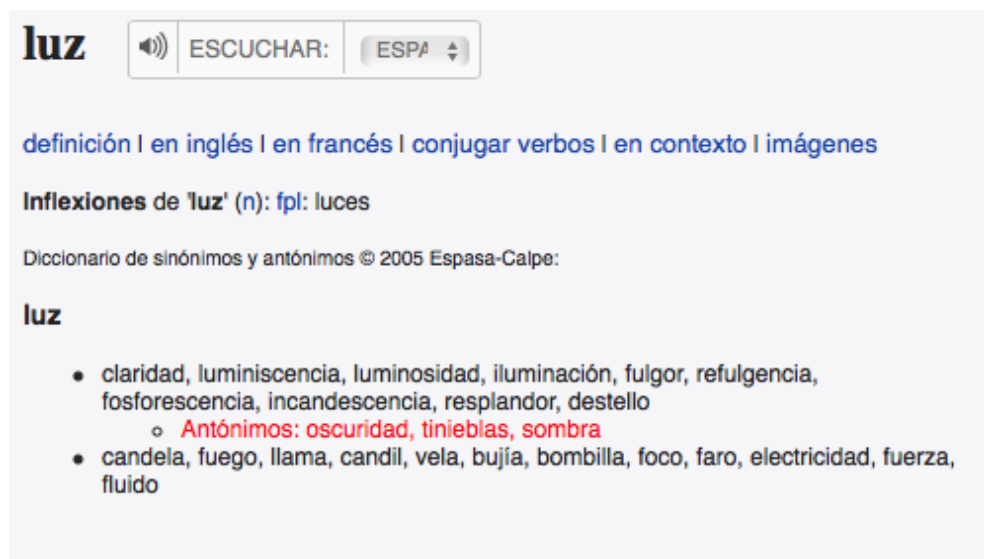 luz ESCUCHAR: ESPA
definición | en inglés | en francés | conjugar verbos | en contexto | imágenes
Inflexiones de 'luz' (n): fpl: luces
Diccionario de sinónimos y antónimos © 2005 Espasa-Calpe:
luz
claridad, luminiscencia, luminosidad, iluminación, fulgor, refulgencia,
fosforescencia, incandescencia, resplandor, destello
Antónimos: oscuridad, tinieblas, sombra
candela, fuego, llama, candil, vela, bujía, bombilla, foco, faro, electricidad, fuerza,
fluido